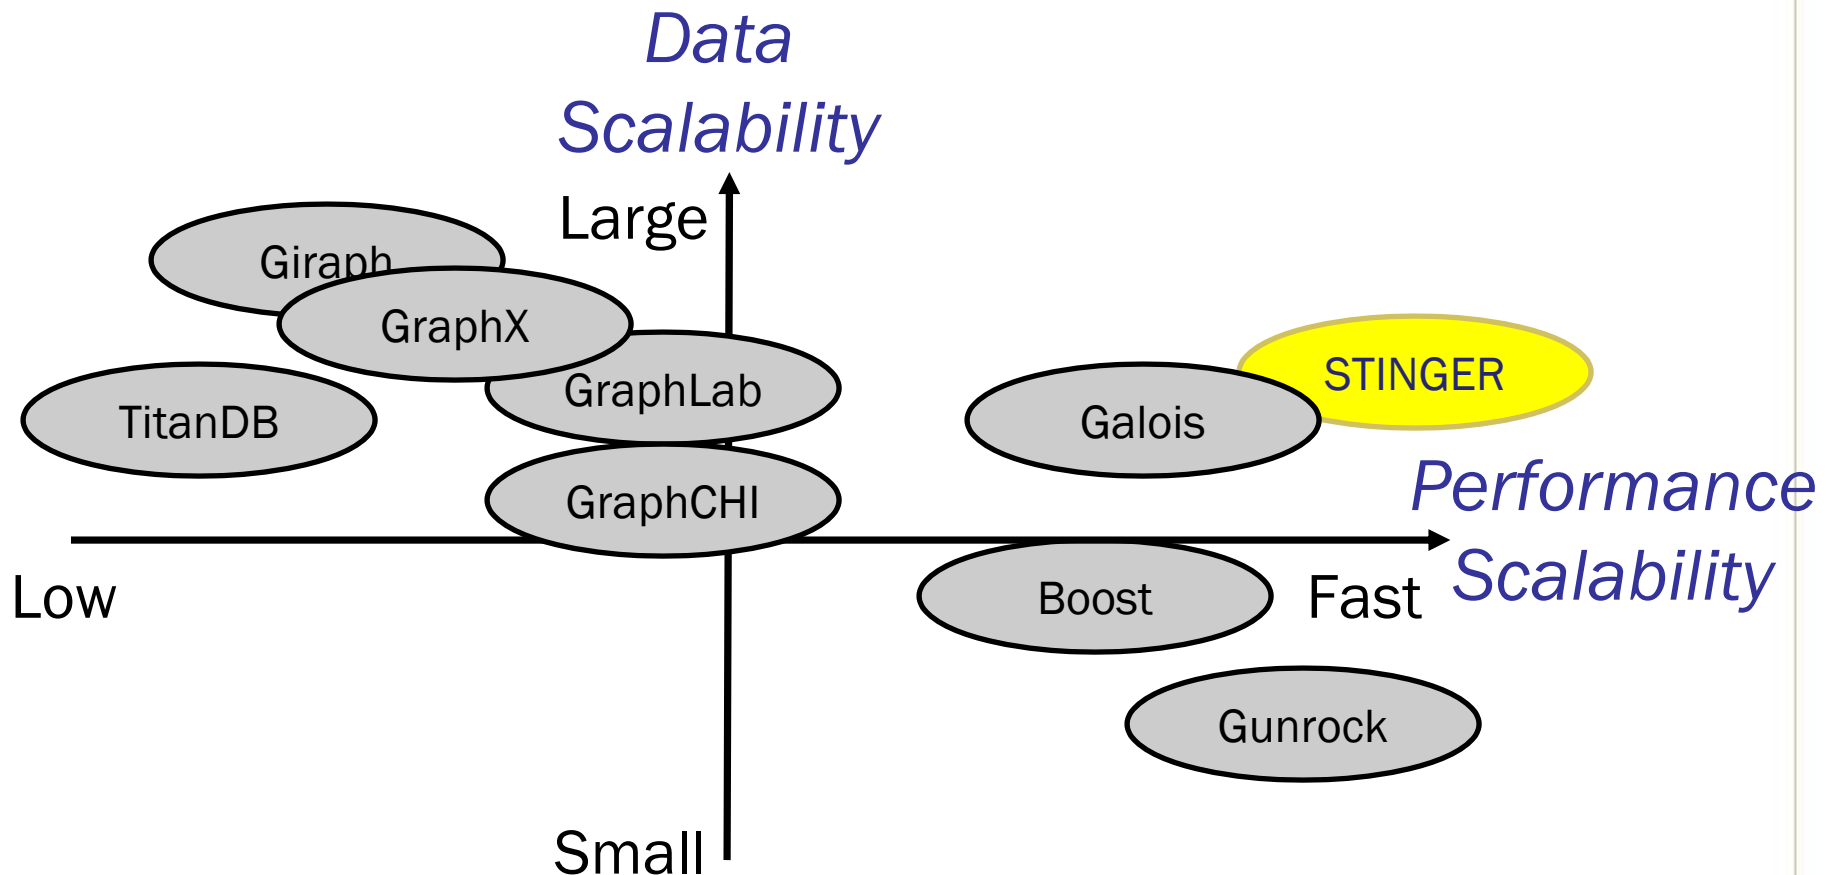 Data
Scalability
Large
Giraph
GraphX
GraphLab
STINGER
TitanDB
Galois
GraphCHI
Performance
Scalability
Low
Boost
Fast
Gunrock
Small